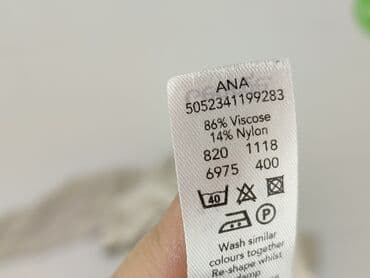 ANA
5052341199283
86% Viscose
14% Nylon
820 1118
6975 400
40
P
Wash similar
colours together
Re-shape whilst